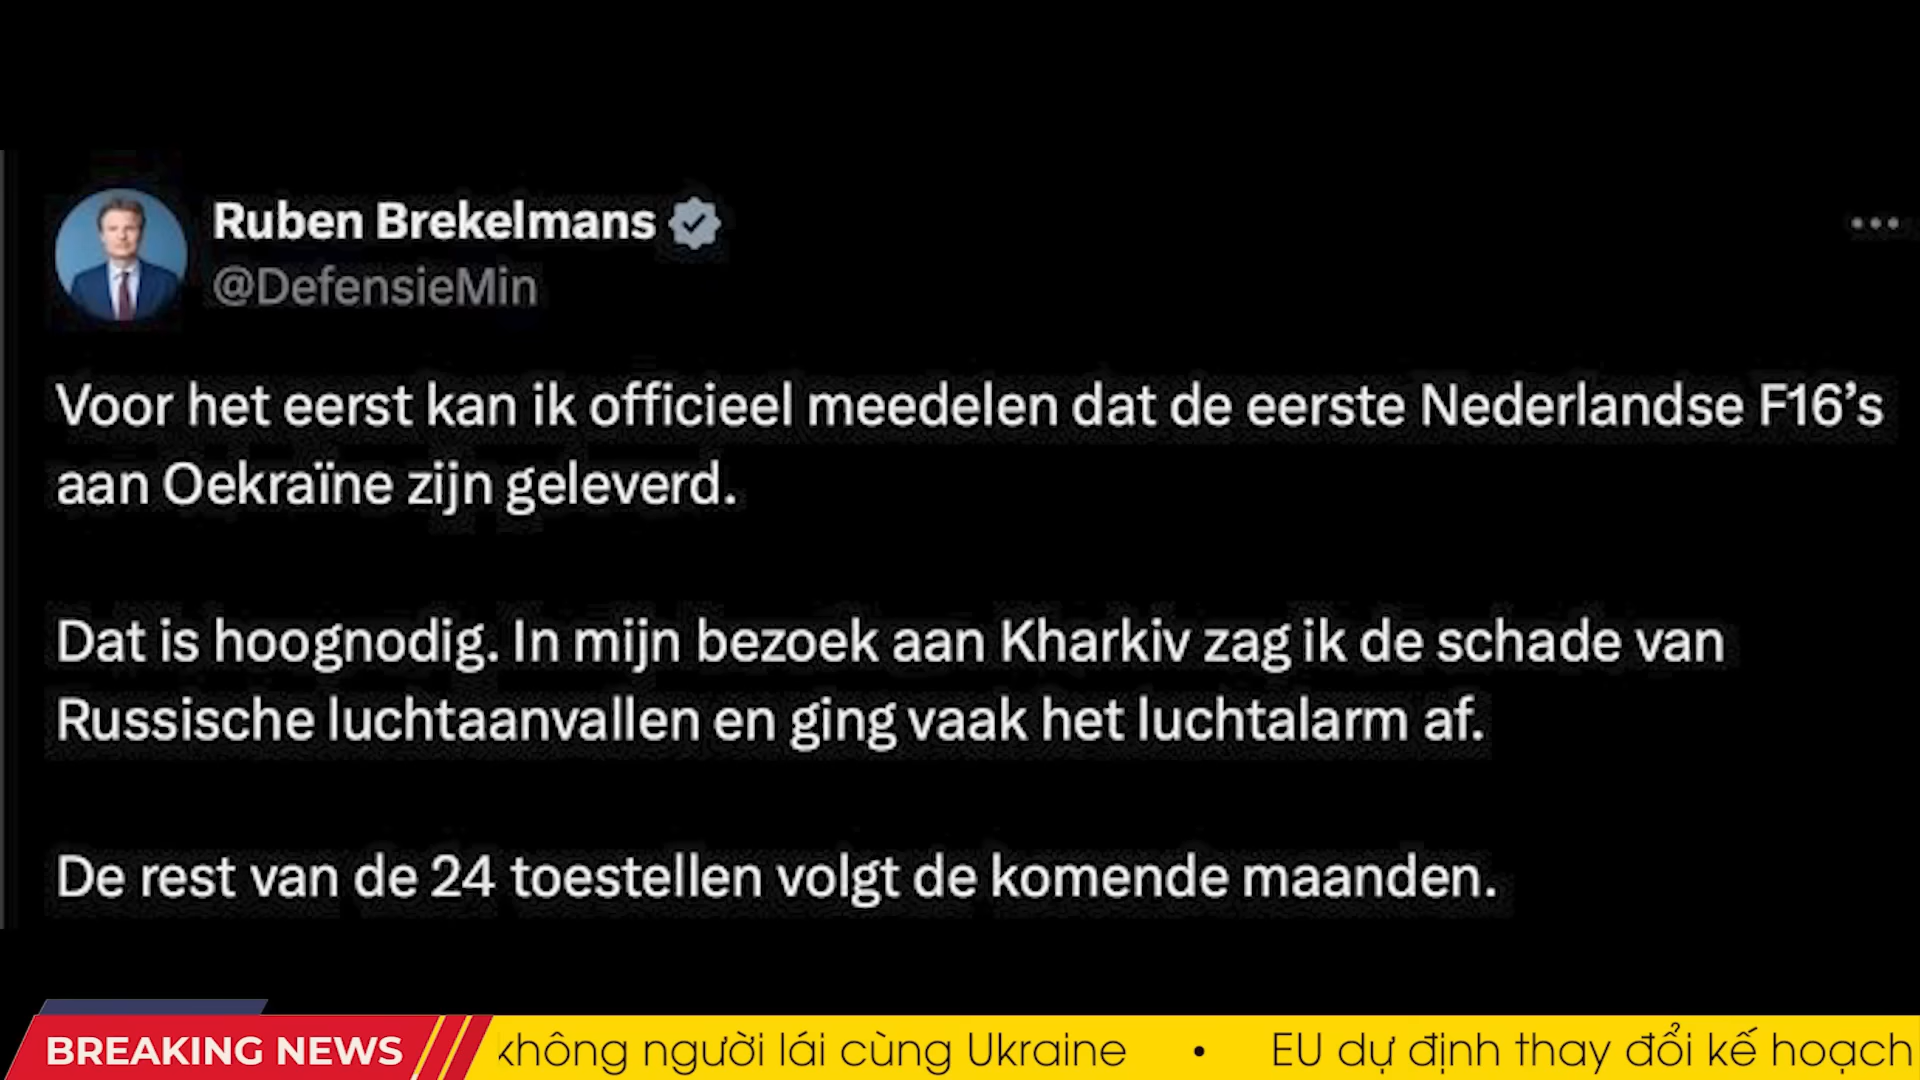 Ruben Brekelmans
@DefensieMin
Voor het eerst kan ik officieel meedelen dat de eerste Nederlandse F16’s
aan Oekraïne zijn geleverd.
Dat is hoognodig. In mijn bezoek aan Kharkiv zag ik de schade van
Russische luchtaanvallen en ging vaak het luchtalarm af.
De rest van de 24 toestellen volgt de komende maanden.
BREAKING NEWS không người lái cùng Ukraine • EU dự định thay đổi kế hoạch